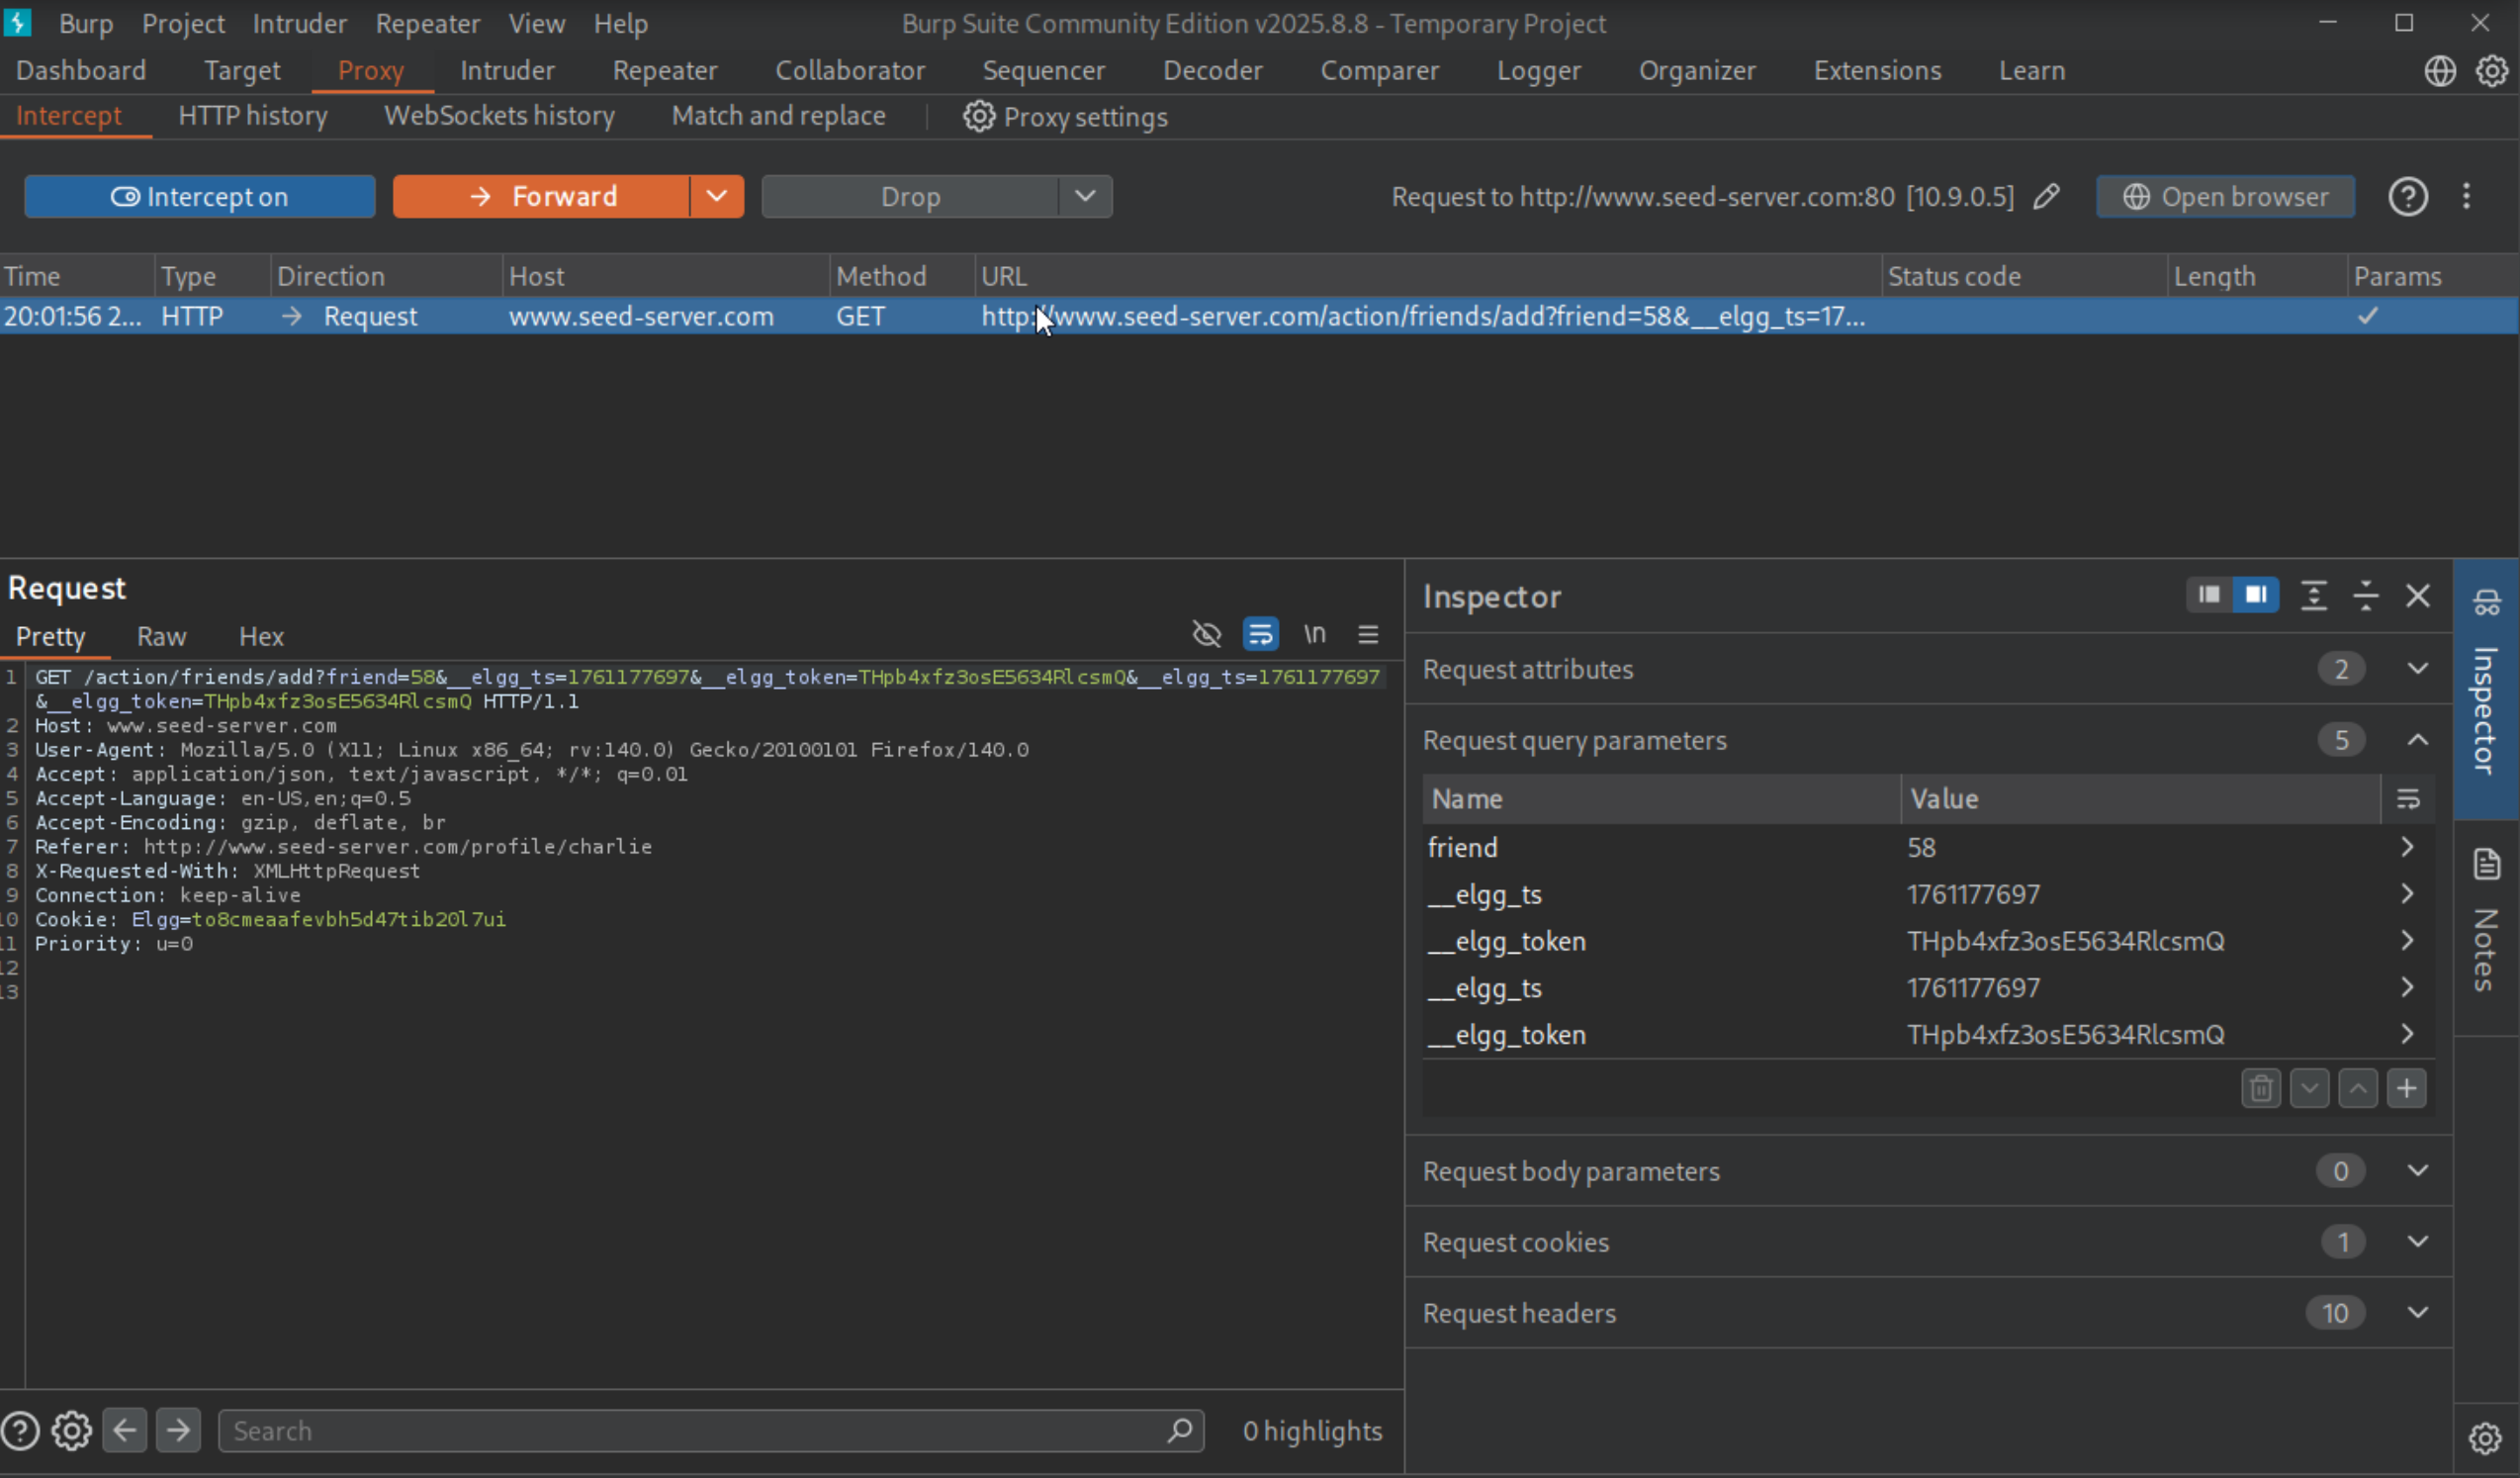 Burp Project Intruder Repeater View Help Burp Suite Community Edition v2025.8.8 - Temporary Project
Dashboard Target Proxy Intruder Repeater Collaborator Sequencer Decoder Comparer Logger Organizer Extensions Learn
Intercept HTTP history WebSockets history Match and replace Proxy settings
Intercept on Forward Drop Request to http://www.seed-server.com:80 [10.9.0.5] Open browser
Time Type Direction Host Method URL Status code Length Params
20:01:56 2... HTTP → Request www.seed-server.com GET http://www.seed-server.com/action/friends/add?friend=58&__elgg_ts=17...
Request
Pretty Raw Hex \n
1 GET /action/friends/add?friend=58&__elgg_ts=1761177697&__elgg_token=THpb4xfz3osE5634RlcsmQ&__elgg_ts=1761177697
&__elgg_token=THpb4xfz3osE5634RlcsmQ HTTP/1.1
2 Host: www.seed-server.com
3 User-Agent: Mozilla/5.0 (X11; Linux x86_64; rv:140.0) Gecko/20100101 Firefox/140.0
4 Accept: application/json, text/javascript, */*; q=0.01
5 Accept-Language: en-US,en;q=0.5
6 Accept-Encoding: gzip, deflate, br
7 Referer: http://www.seed-server.com/profile/charlie
8 X-Requested-With: XMLHttpRequest
9 Connection: keep-alive
10 Cookie: Elgg=to8cmeaafevbh5d47tib20l7ui
11 Priority: u=0
12
13
Search 0 highlights
Inspector
Request attributes 2
Request query parameters 5
Name Value
friend 58
__elgg_ts 1761177697
__elgg_token THpb4xfz3osE5634RlcsmQ
__elgg_ts 1761177697
__elgg_token THpb4xfz3osE5634RlcsmQ
Request body parameters 0
Request cookies 1
Request headers 10
Inspector
Notes